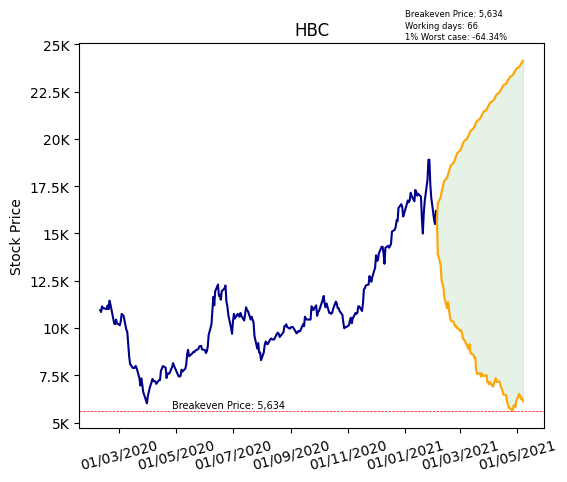 Breakeven Price: 5,634
Working days: 66
1% Worst case: -64.34%
HBC
25K
22.5K
20K
17.5K
15K
12.5K
10K
7.5K
5K
Stock Price
Breakeven Price: 5,634
01/03/2020
01/05/2020
01/07/2020
01/09/2020
01/11/2020
01/01/2021
01/03/2021
01/05/2021